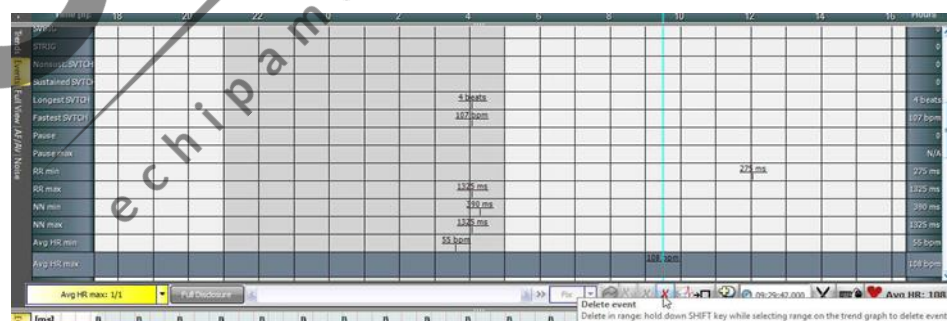 Time [h]: 18 20 22 0 2 4 6 8 10 12 14 16 Hours
SVTRIG 0
STRIG 0
Nonsust. SVTCH 0
Sustained SVTCH 0
Longest SVTCH 4 beats 4 beats
Fastest SVTCH 107 bpm 107 bpm
Pause 0
Pause max N/A
RR min 275 ms 275 ms
RR max 1325 ms 1325 ms
NN min 390 ms 390 ms
NN max 1325 ms 1325 ms
Avg HR min 55 bpm 55 bpm
Avg HR max 108 bpm 108 bpm
Trends Events Full View AF/AV Noise
Avg HR max: 1/1 Full Disclosure 09:29:42.000 Avg HR: 108
Delete event
[ms] N N N N N N N N N N N Delete in range: hold down SHIFT key while selecting range on the trend graph to delete event
echipam